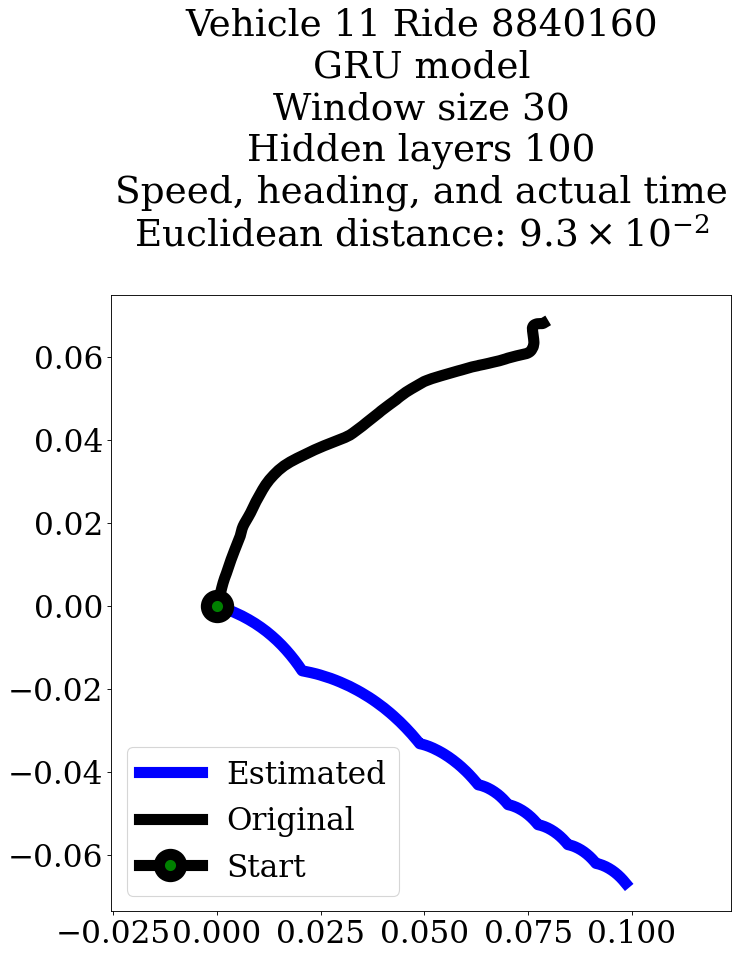 Vehicle 11 Ride 8840160
GRU model
Window size 30
Hidden layers 100
Speed, heading, and actual time
Euclidean distance: 9.3 × 10⁻²
0.06
0.04
0.02
0.00
−0.02
−0.04
−0.06
Estimated
Original
Start
−0.025 0.000 0.025 0.050 0.075 0.100